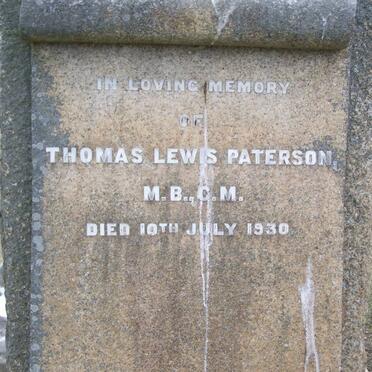 IN LOVING MEMORY
OF
THOMAS LEWIS PATERSON,
M.B., C.M.
DIED 10TH JULY 1930